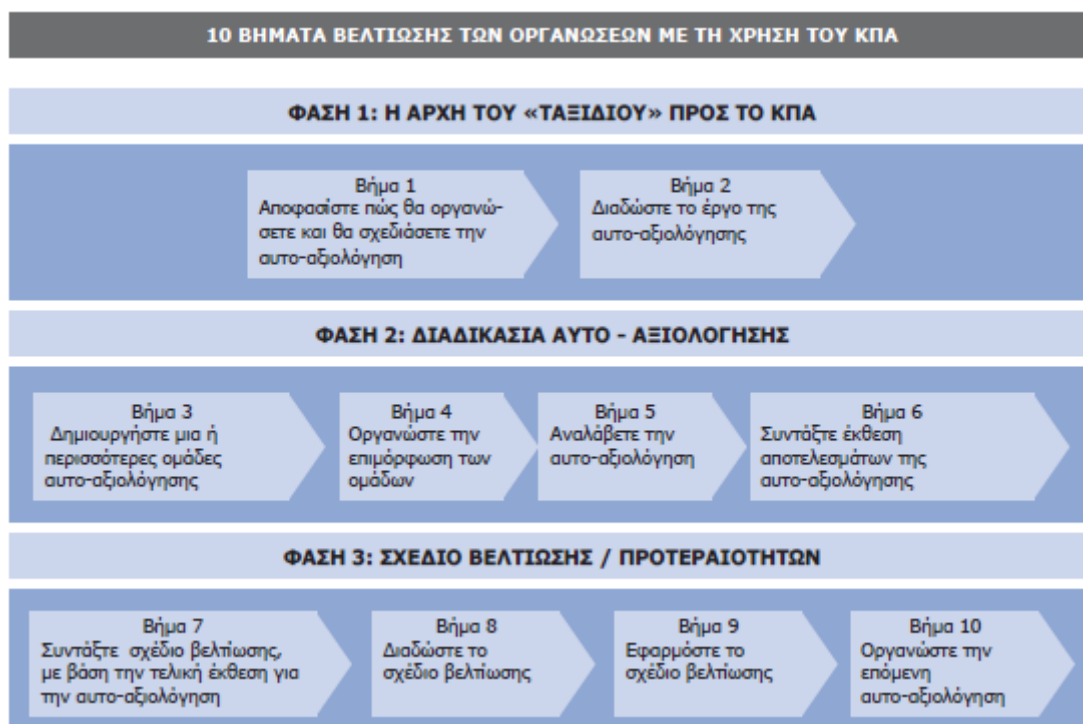 10 ΒΗΜΑΤΑ ΒΕΛΤΙΩΣΗΣ ΤΩΝ ΟΡΓΑΝΩΣΕΩΝ ΜΕ ΤΗ ΧΡΗΣΗ ΤΟΥ ΚΠΑ
ΦΑΣΗ 1: Η ΑΡΧΗ ΤΟΥ «ΤΑΞΙΔΙΟΥ» ΠΡΟΣ ΤΟ ΚΠΑ
Βήμα 1
Αποφασίστε πώς θα οργανώ-
σετε και θα σχεδιάσετε την
αυτο-αξιολόγηση
Βήμα 2
Διαδώστε το έργο της
αυτο-αξιολόγησης
ΦΑΣΗ 2: ΔΙΑΔΙΚΑΣΙΑ ΑΥΤΟ - ΑΞΙΟΛΟΓΗΣΗΣ
Βήμα 3
Δημιουργήστε μια ή
περισσότερες ομάδες
αυτο-αξιολόγησης
Βήμα 4
Οργανώστε την
επιμόρφωση των
ομάδων
Βήμα 5
Αναλάβετε την
αυτο-αξιολόγηση
Βήμα 6
Συντάξτε έκθεση
αποτελεσμάτων της
αυτο-αξιολόγησης
ΦΑΣΗ 3: ΣΧΕΔΙΟ ΒΕΛΤΙΩΣΗΣ / ΠΡΟΤΕΡΑΙΟΤΗΤΩΝ
Βήμα 7
Συντάξτε σχέδιο βελτίωσης,
με βάση την τελική έκθεση για
την αυτο-αξιολόγηση
Βήμα 8
Διαδώστε το
σχέδιο βελτίωσης
Βήμα 9
Εφαρμόστε το
σχέδιο βελτίωσης
Βήμα 10
Οργανώστε την
επόμενη
αυτο-αξιολόγηση